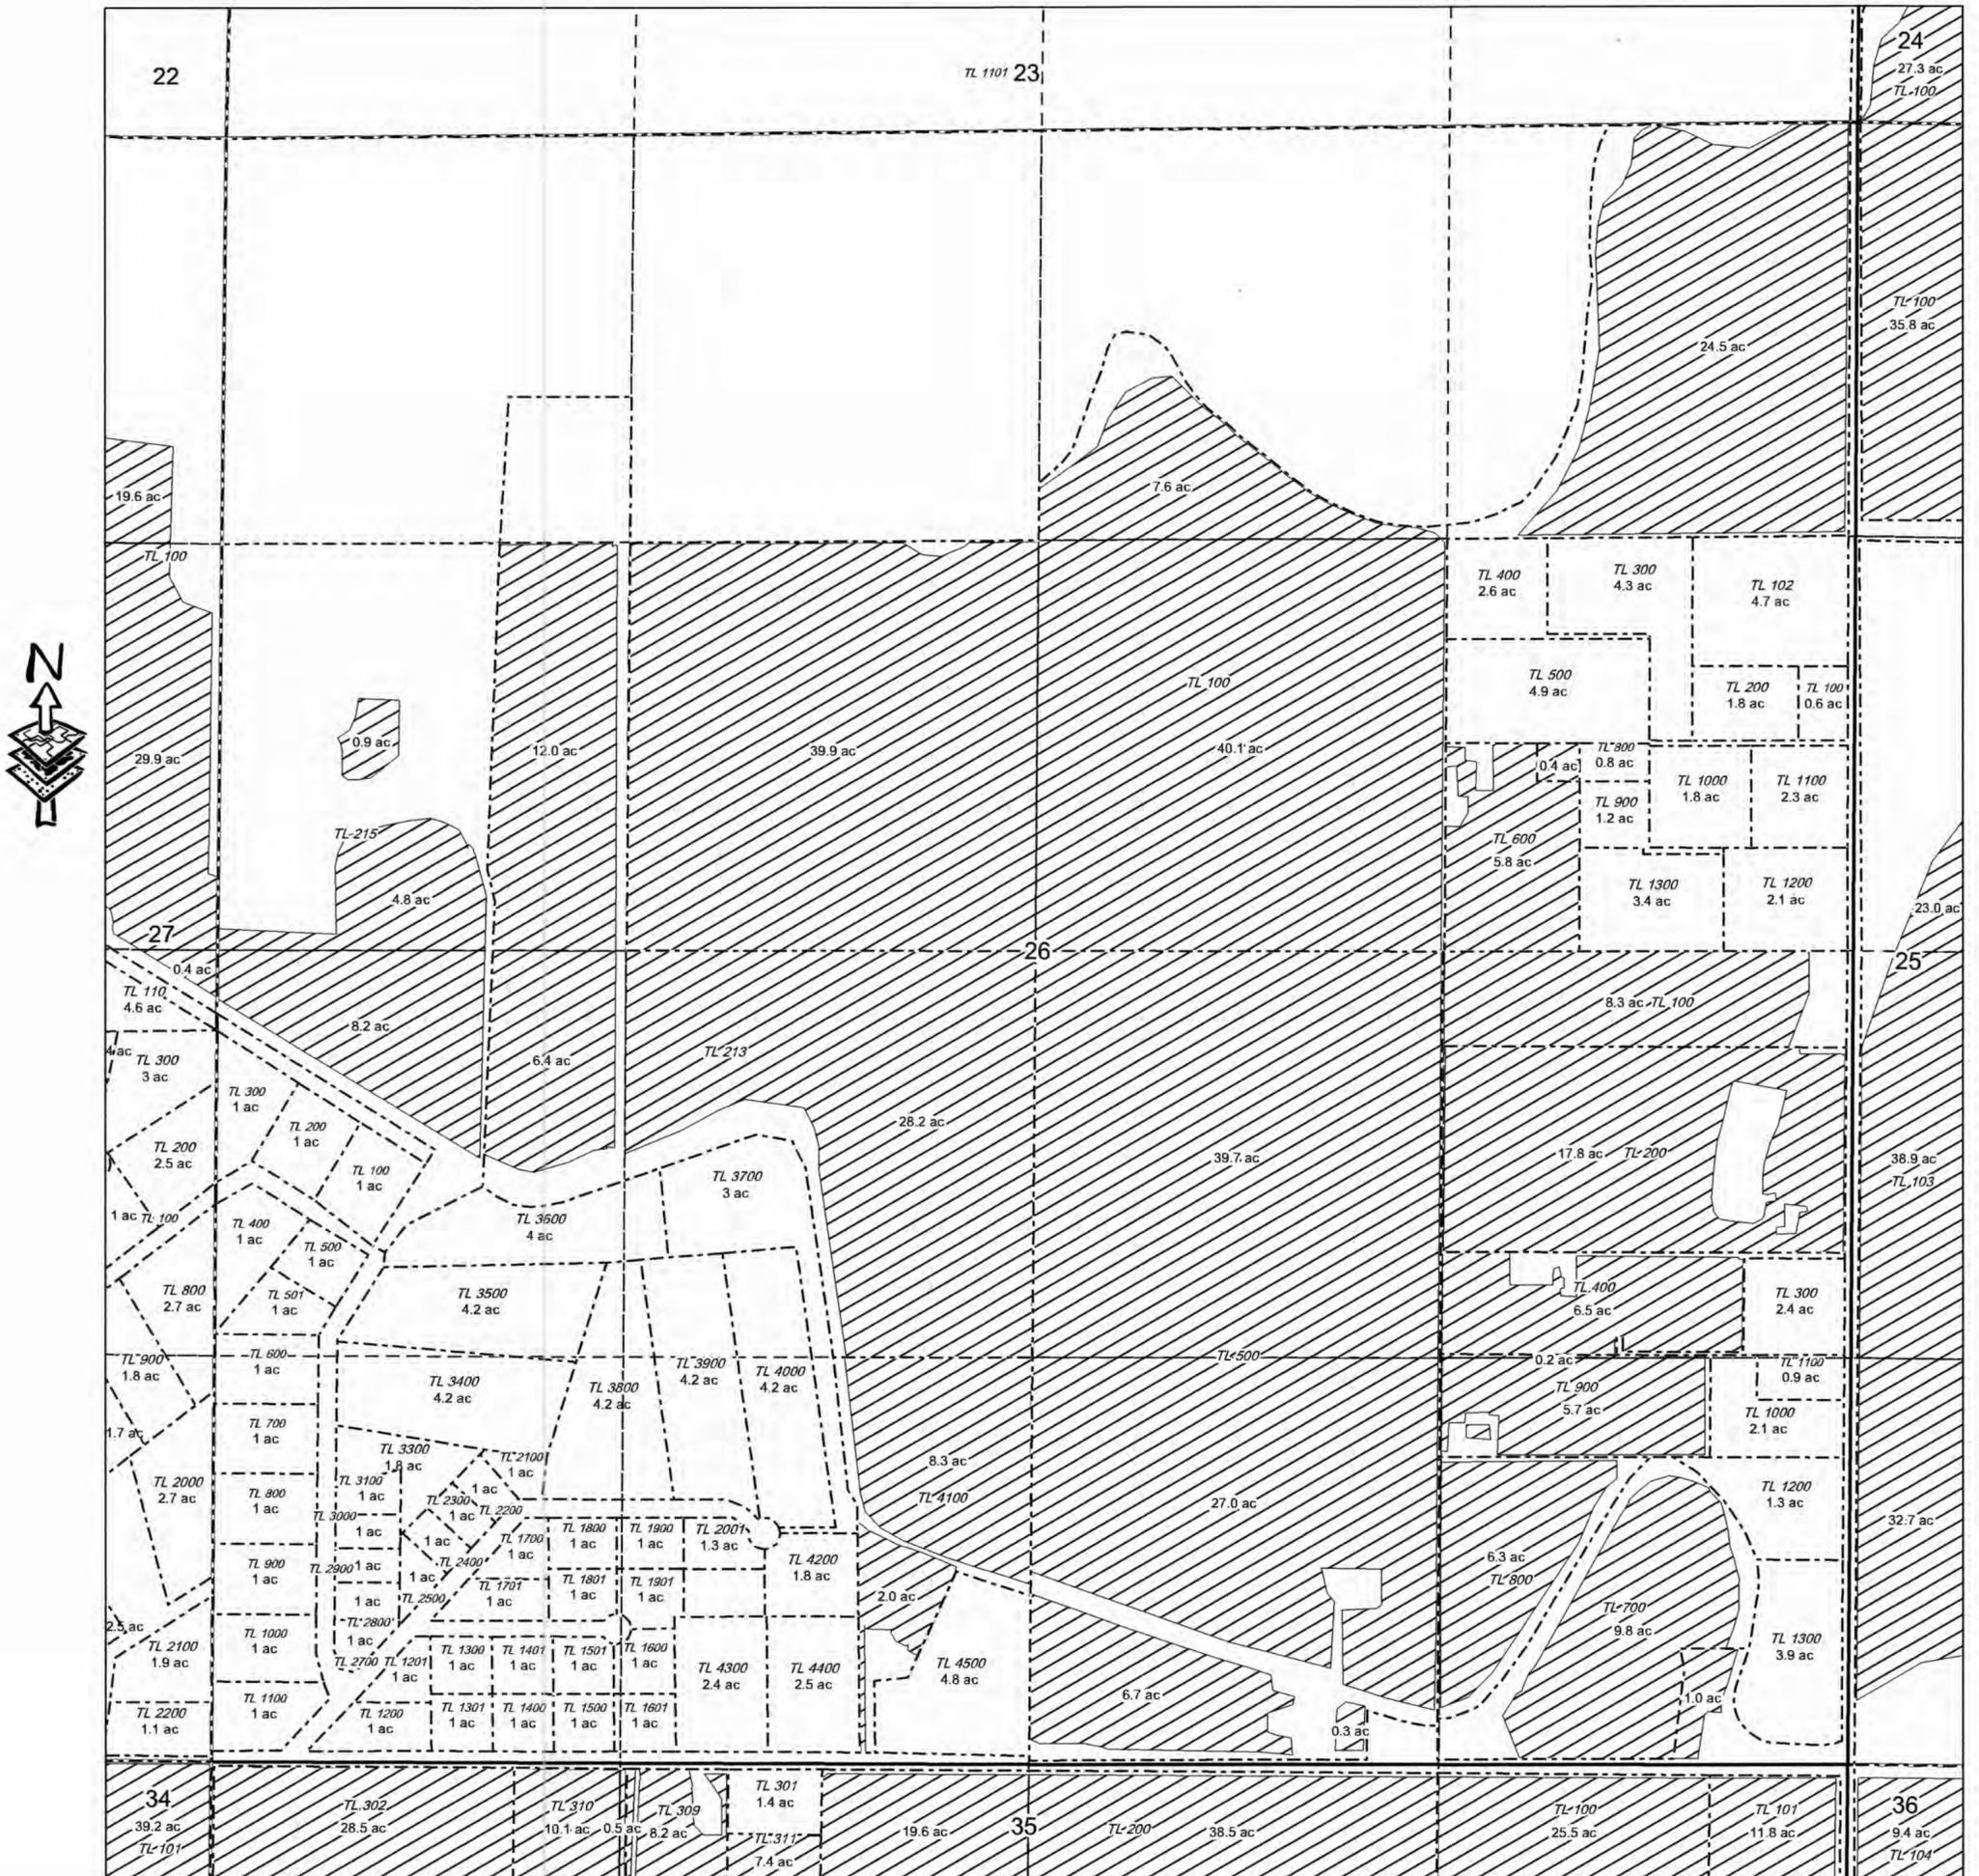 22
TL 1101 23
24
27.3 ac
TL 100
TL 100
35.8 ac
24.5 ac
7.6 ac
19.6 ac
TL 100
TL 400
2.6 ac
TL 300
4.3 ac
TL 102
4.7 ac
N
TL 100
TL 500
4.9 ac
TL 200
1.8 ac
TL 100
0.6 ac
29.9 ac
0.9 ac
12.0 ac
39.9 ac
40.1 ac
0.4 ac
TL 800
0.8 ac
TL 1000
1.8 ac
TL 1100
2.3 ac
TL 900
1.2 ac
TL 215
TL 600
5.8 ac
4.8 ac
TL 1300
3.4 ac
TL 1200
2.1 ac
23.0 ac
27
26
25
0.4 ac
TL 110
4.6 ac
8.3 ac TL 100
8.2 ac
6.4 ac
TL 213
4 ac
TL 300
3 ac
TL 300
1 ac
TL 200
1 ac
28.2 ac
TL 200
2.5 ac
TL 100
1 ac
39.7 ac
17.8 ac TL 200
38.9 ac
TL 103
TL 3700
3 ac
1 ac TL 100
TL 400
1 ac
TL 3600
4 ac
TL 500
1 ac
TL 800
2.7 ac
TL 501
1 ac
TL 3500
4.2 ac
TL 400
6.5 ac
TL 300
2.4 ac
TL 900
1.8 ac
TL 600
1 ac
TL 3400
4.2 ac
TL 3800
4.2 ac
TL 3900
4.2 ac
TL 4000
4.2 ac
TL 500
0.2 ac
TL 900
5.7 ac
TL 1100
0.9 ac
TL 1000
2.1 ac
1.7 ac
TL 700
1 ac
TL 3300
1.8 ac
TL 2100
1 ac
8.3 ac
TL 4100
27.0 ac
TL 2000
2.7 ac
TL 800
1 ac
TL 3100
1 ac
1 ac
TL 2300
1 ac
TL 2200
TL 1200
1.3 ac
32.7 ac
TL 3000
1 ac
1 ac
TL 1700
1 ac
TL 1800
1 ac
TL 1900
1 ac
TL 2001
1.3 ac
TL 900
1 ac
TL 2900
1 ac
TL 2400
1 ac
TL 4200
1.8 ac
6.3 ac
TL 800
TL 1701
1 ac
TL 1801
1 ac
TL 1901
1 ac
2.0 ac
1 ac
TL 2500
TL 2800
1 ac
TL 700
9.8 ac
2.5 ac
TL 2100
1.9 ac
TL 1000
1 ac
TL 2700
TL 1201
1 ac
TL 1300
1 ac
TL 1401
1 ac
TL 1501
1 ac
TL 1600
1 ac
TL 4300
2.4 ac
TL 4400
2.5 ac
TL 4500
4.8 ac
TL 1300
3.9 ac
6.7 ac
1.0 ac
0.3 ac
TL 2200
1.1 ac
TL 1100
1 ac
TL 1200
1 ac
TL 1301
1 ac
TL 1400
1 ac
TL 1500
1 ac
TL 1601
1 ac
34
39.2 ac
TL 101
TL 302
28.5 ac
TL 310
10.1 ac
0.5 ac
TL 309
8.2 ac
TL 301
1.4 ac
TL 311
7.4 ac
19.6 ac
35
TL 200
38.5 ac
TL 100
25.5 ac
TL 101
11.8 ac
36
9.4 ac
TL 104